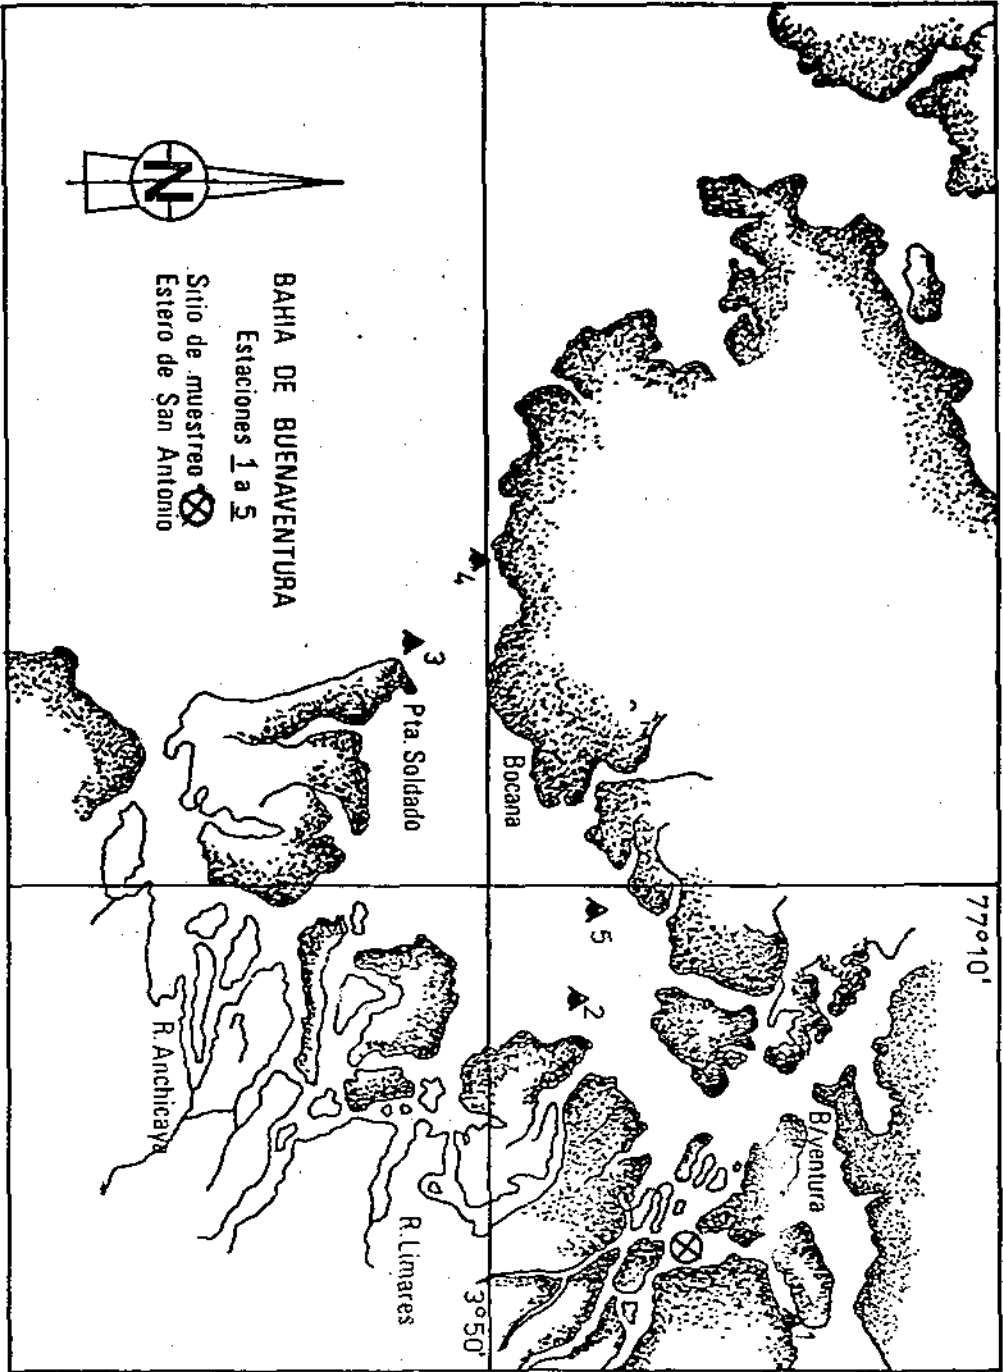 77°10'
B/ventura
5
2
1
Bocana
4
3
Pta. Soldado
3°50'
R. Limares
R. Anchicaya
N
BAHIA DE BUENAVENTURA
Estaciones 1 a 5
Sitio de muestreo
Estero de San Antonio